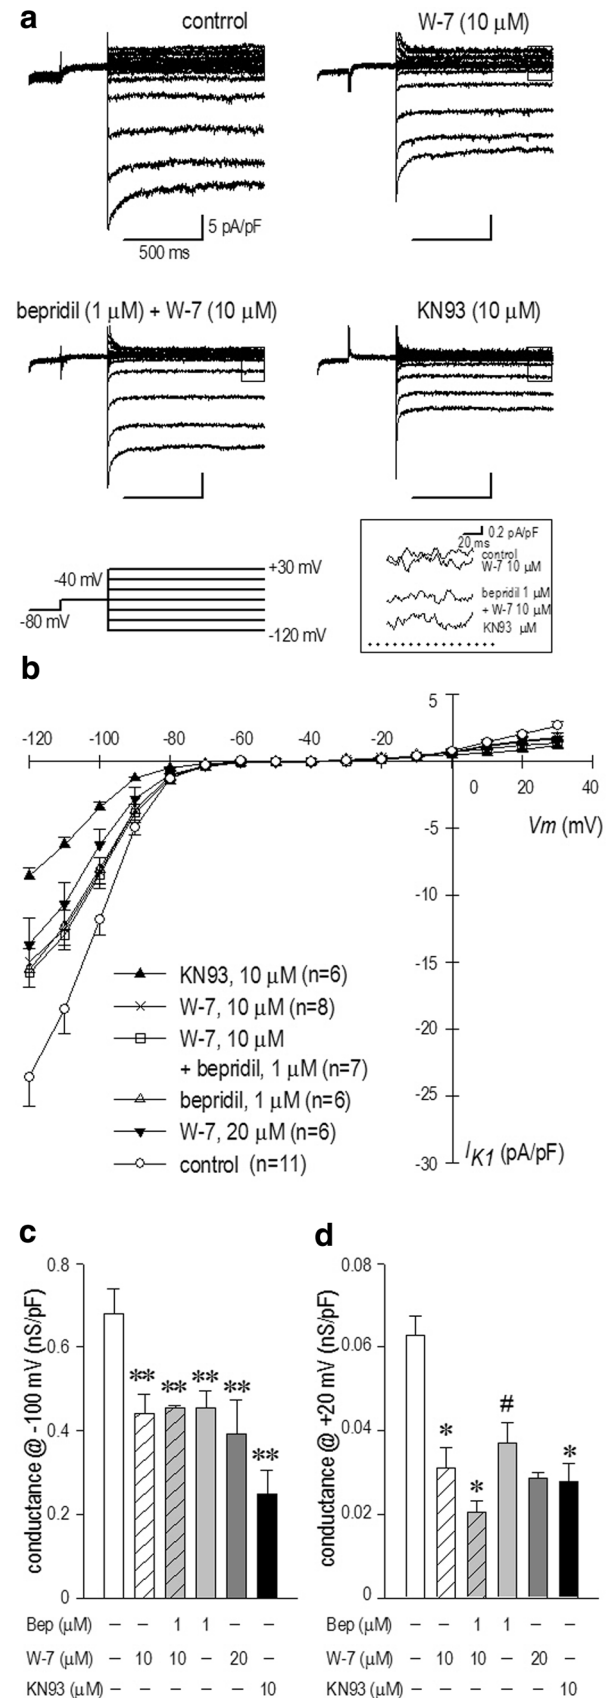 a
contrrol
W-7 (10 µM)
5 pA/pF
500 ms
bepridil (1 µM) + W-7 (10 µM)
KN93 (10 µM)
-40 mV
+30 mV
-80 mV
-120 mV
0.2 pA/pF
20 ms
control
W-7 10 µM
bepridil 1 µM
+ W-7 10 µM
KN93 µM
b
5
-120 -100 -80 -60 -40 -20 0 20 40
Vm (mV)
-5
-10
-15
-20
-25
-30
IK1 (pA/pF)
KN93, 10 µM (n=6)
W-7, 10 µM (n=8)
W-7, 10 µM
+ bepridil, 1 µM (n=7)
bepridil, 1 µM (n=6)
W-7, 20 µM (n=6)
control (n=11)
c
conductance @ -100 mV (nS/pF)
0.8
0.6
0.4
0.2
0
** ** ** ** **
Bep (µM) – – 1 1 – –
W-7 (µM) – 10 10 – 20 –
KN93 (µM) – – – – – 10
d
conductance @ +20 mV (nS/pF)
0.08
0.06
0.04
0.02
0
* * # *
– – 1 1 – –
– 10 10 – 20 –
– – – – – 10